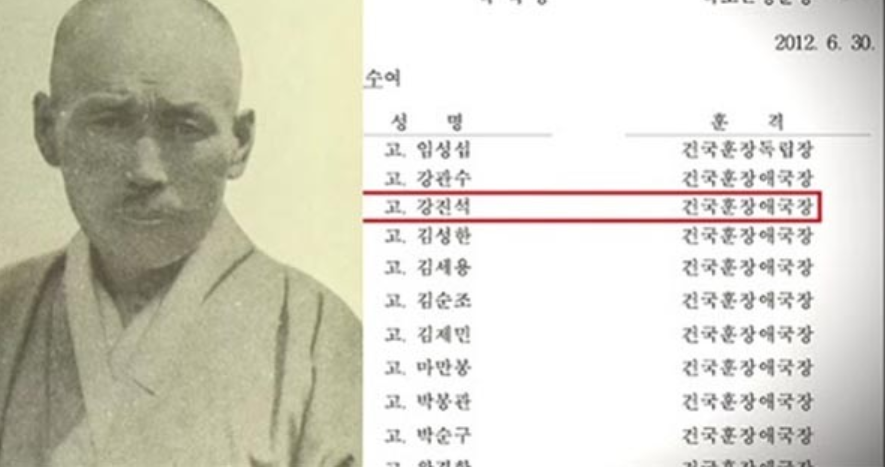 2012. 6. 30.
수여
성 명 훈 격
고. 임성섭 건국훈장독립장
고. 강관수 건국훈장애국장
고. 강진석 건국훈장애국장
고. 김성한 건국훈장애국장
고. 김세용 건국훈장애국장
고. 김순조 건국훈장애국장
고. 김제민 건국훈장애국장
고. 마만봉 건국훈장애국장
고. 박봉관 건국훈장애국장
고. 박순구 건국훈장애국장